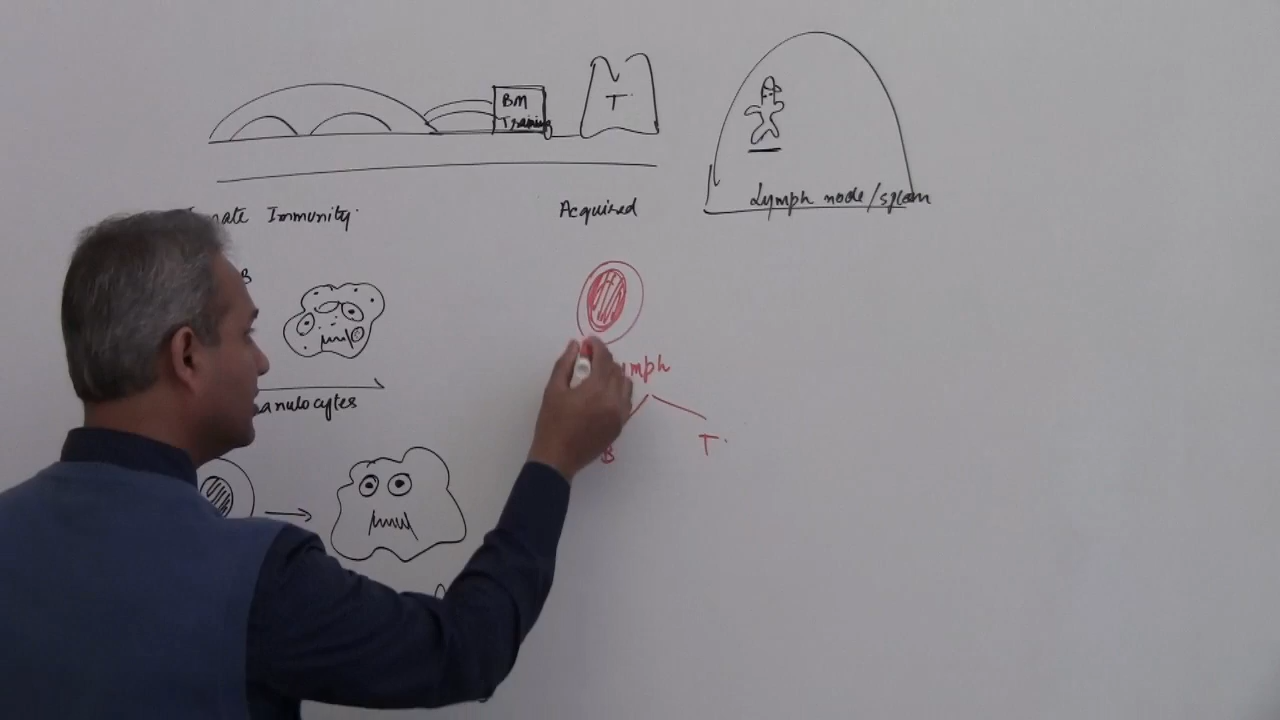 BM
Training
T
Lymph node/spleen
Immunity
Acquired
B
T
B